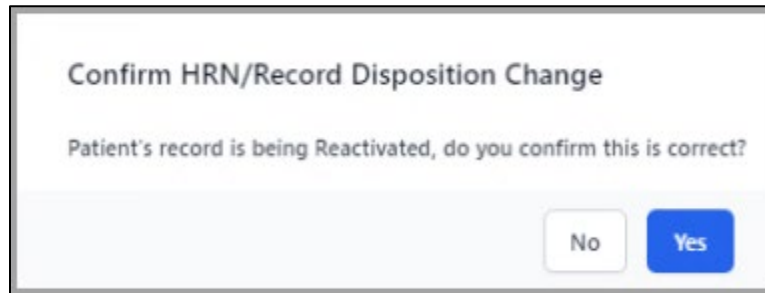 Confirm HRN/Record Disposition Change
Patient's record is being Reactivated, do you confirm this is correct?
No
Yes